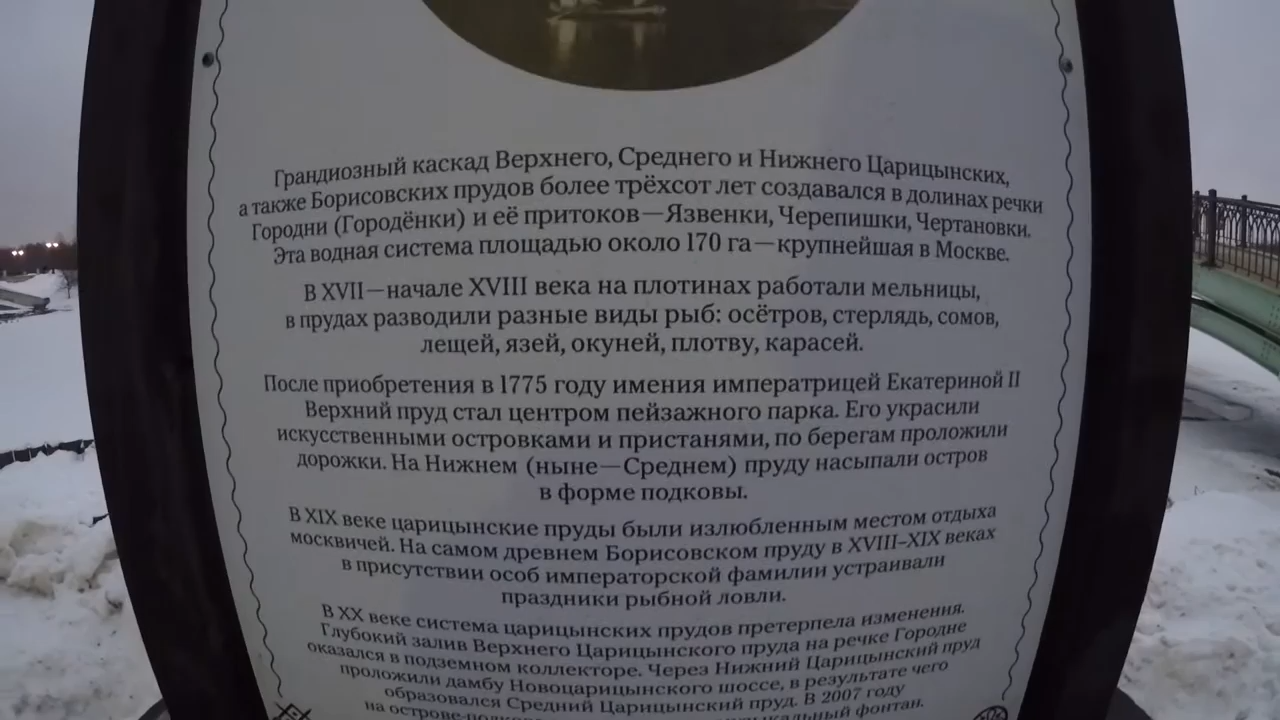 Грандиозный каскад Верхнего, Среднего и Нижнего Царицынских,
а также Борисовских прудов более трёхсот лет создавался в долинах речки
Городни (Городёнки) и её притоков—Язвенки, Черепишки, Чертановки.
Эта водная система площадью около 170 га—крупнейшая в Москве.
В XVII—начале XVIII века на плотинах работали мельницы,
в прудах разводили разные виды рыб: осётров, стерлядь, сомов,
лещей, язей, окуней, плотву, карасей.
После приобретения в 1775 году имения императрицей Екатериной II
Верхний пруд стал центром пейзажного парка. Его украсили
искусственными островками и пристанями, по берегам проложили
дорожки. На Нижнем (ныне—Среднем) пруду насыпали остров
в форме подковы.
В XIX веке царицынские пруды были излюбленным местом отдыха
москвичей. На самом древнем Борисовском пруду в XVIII–XIX веках
в присутствии особ императорской фамилии устраивали
праздники рыбной ловли.
В XX веке система царицынских прудов претерпела изменения.
Глубокий залив Верхнего Царицынского пруда на речке Городне
оказался в подземном коллекторе. Через Нижний Царицынский пруд
проложили дамбу Новоцарицынского шоссе, в результате чего
образовался Средний Царицынский пруд. В 2007 году
на фонтан.